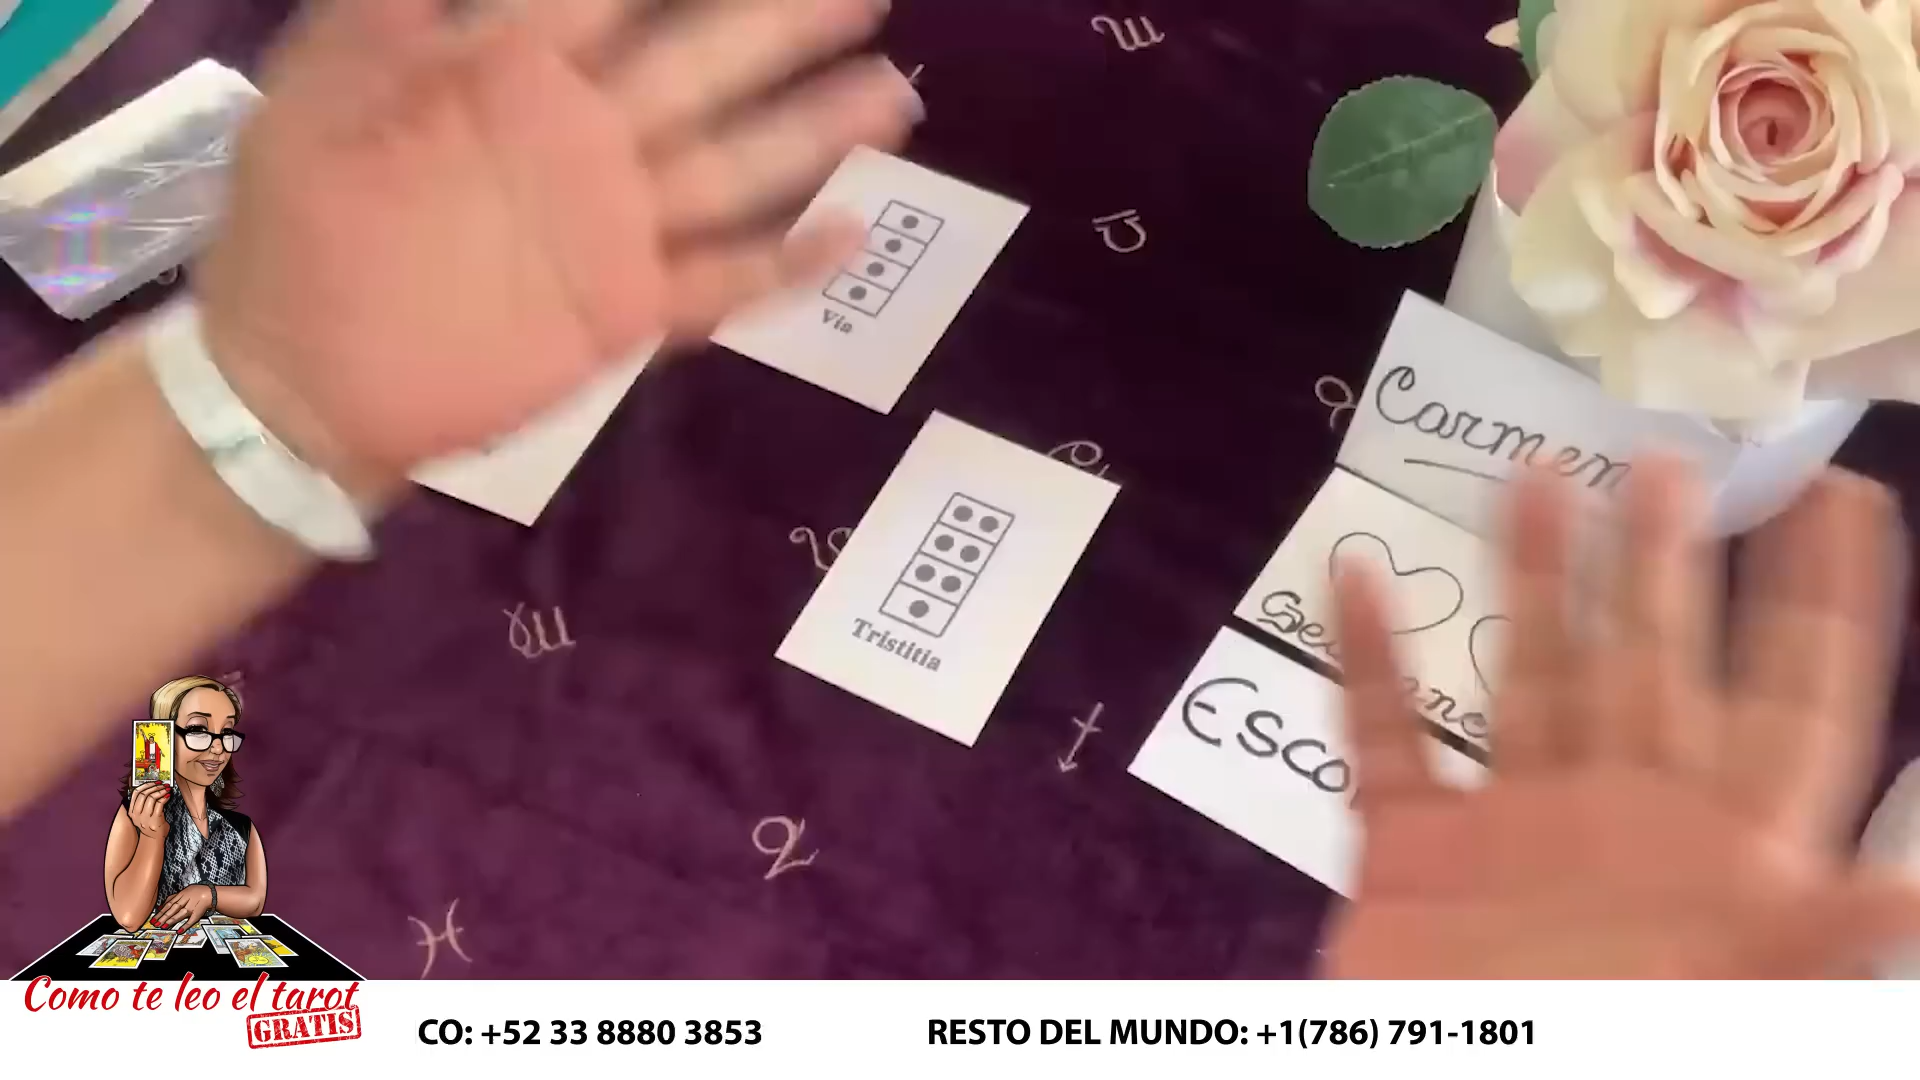 Via
Carmen
Tristitia
Como te leo el tarot
GRATIS
CO: +52 33 8880 3853
RESTO DEL MUNDO: +1(786) 791-1801